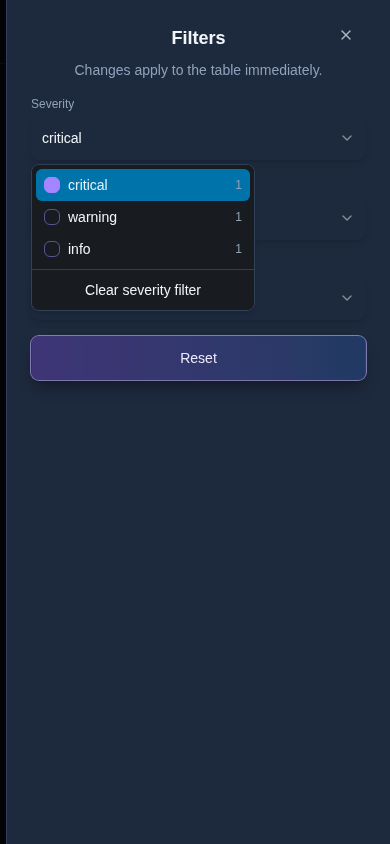 Filters
Changes apply to the table immediately.
Severity
critical
critical 1
warning 1
info 1
Clear severity filter
Reset